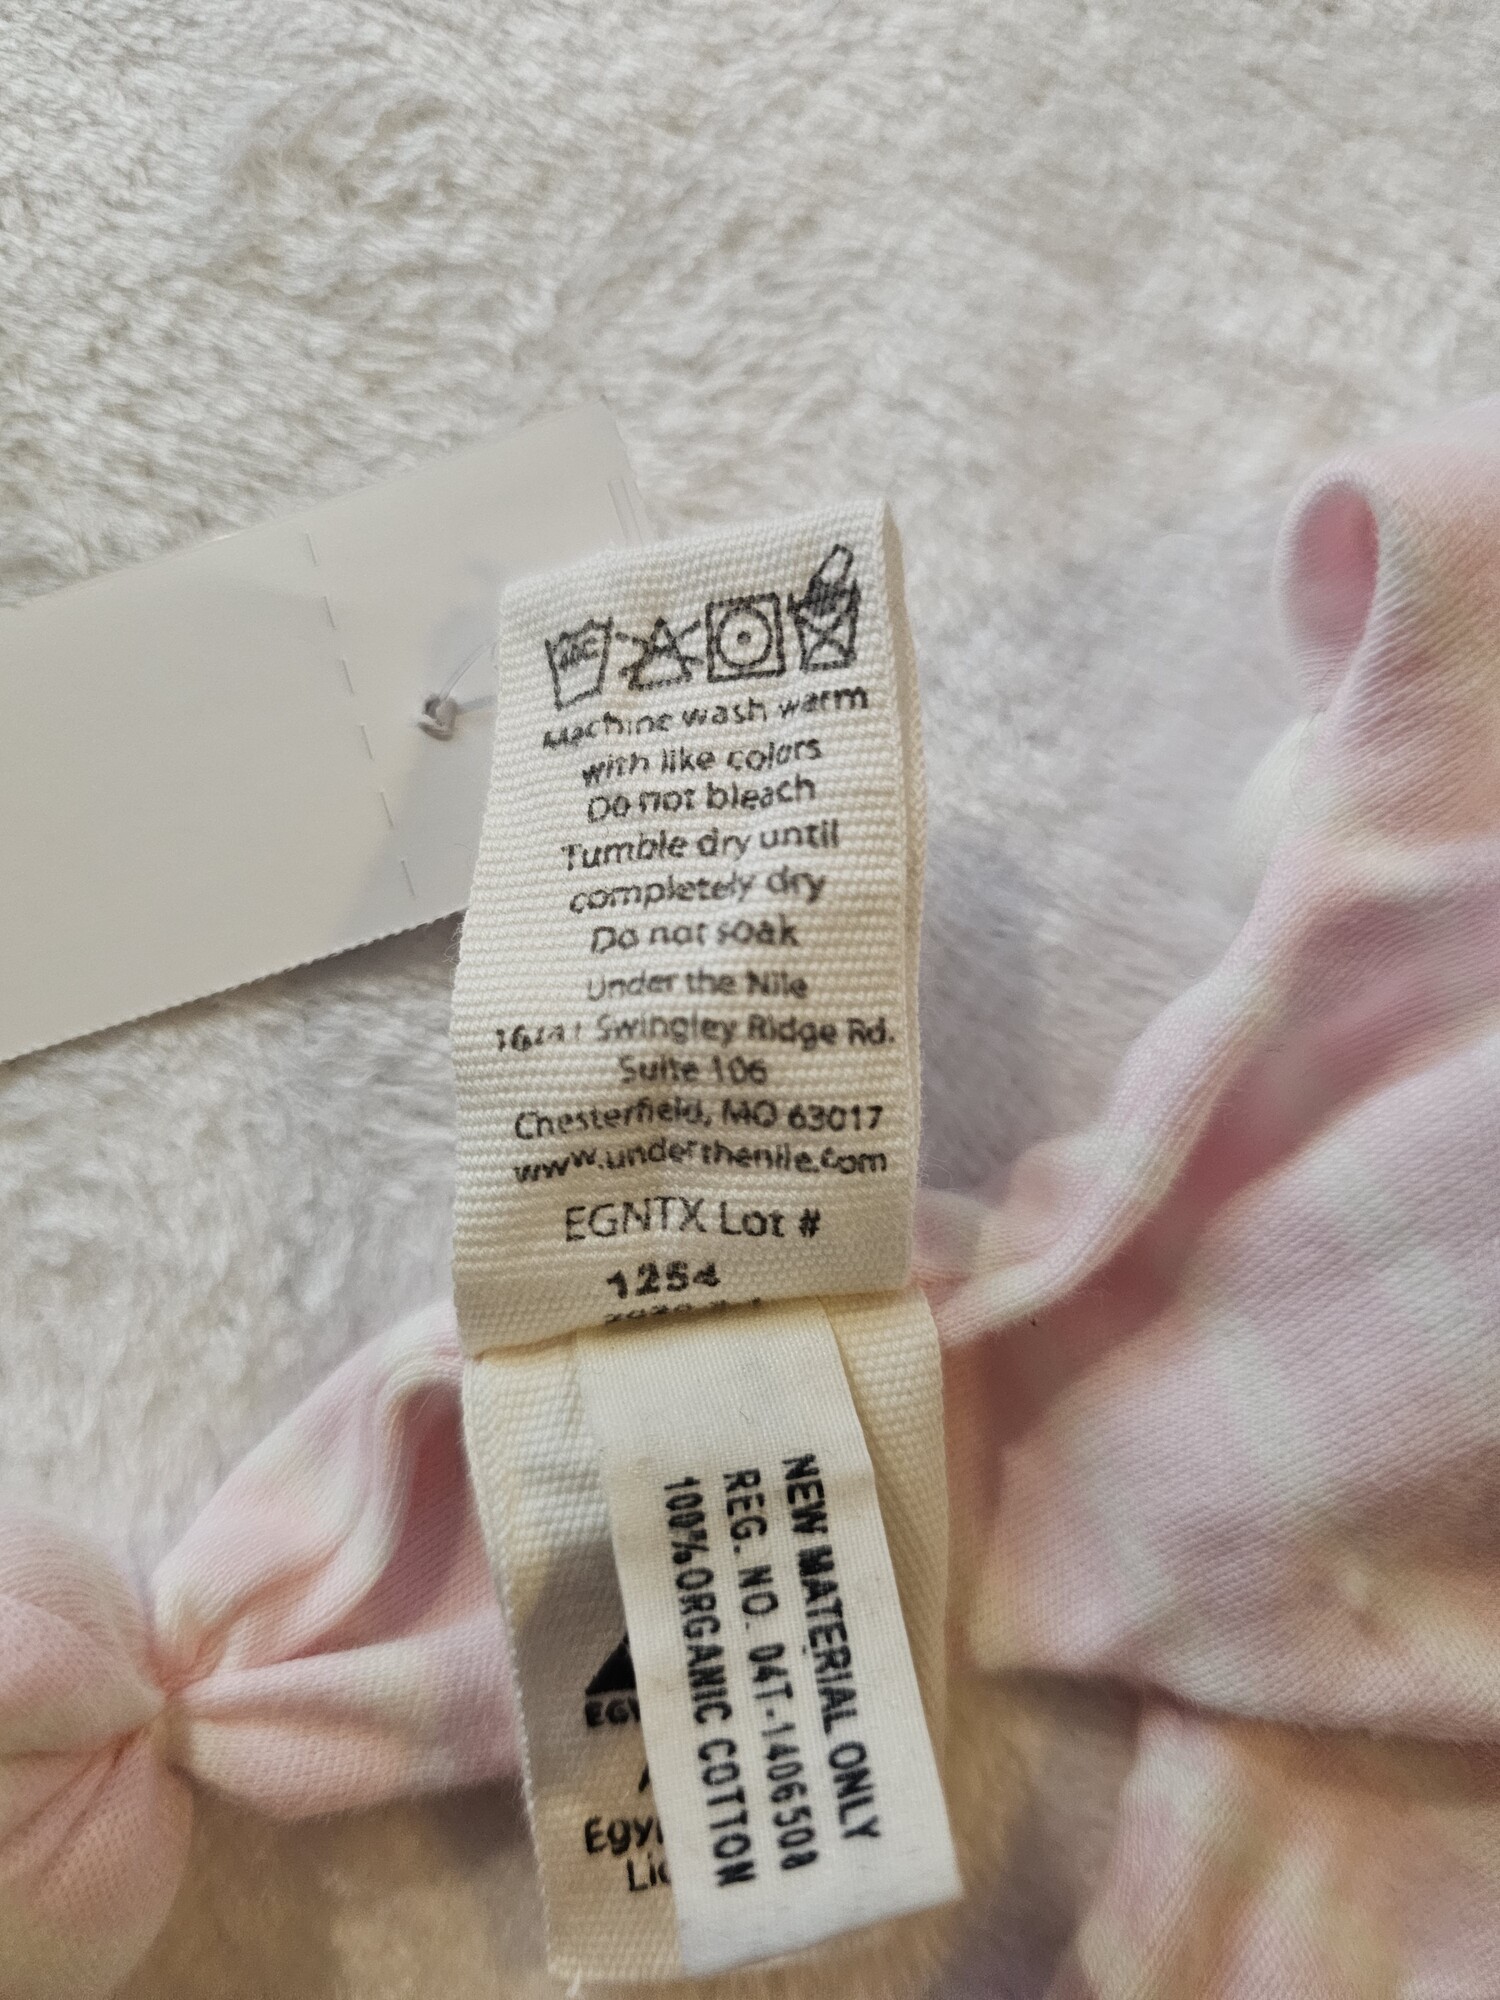 Machine wash warm
with like colors
Do not bleach
Tumble dry until
completely dry
Do not soak
Under the Nile
Swingley Ridge Rd.
Suite 106
Chesterfield, MO 63017
www.underthenile.com
EGNTX Lot #
1254
NEW MATERIAL ONLY
REG. NO. 04T-1406508
100% ORGANIC COTTON